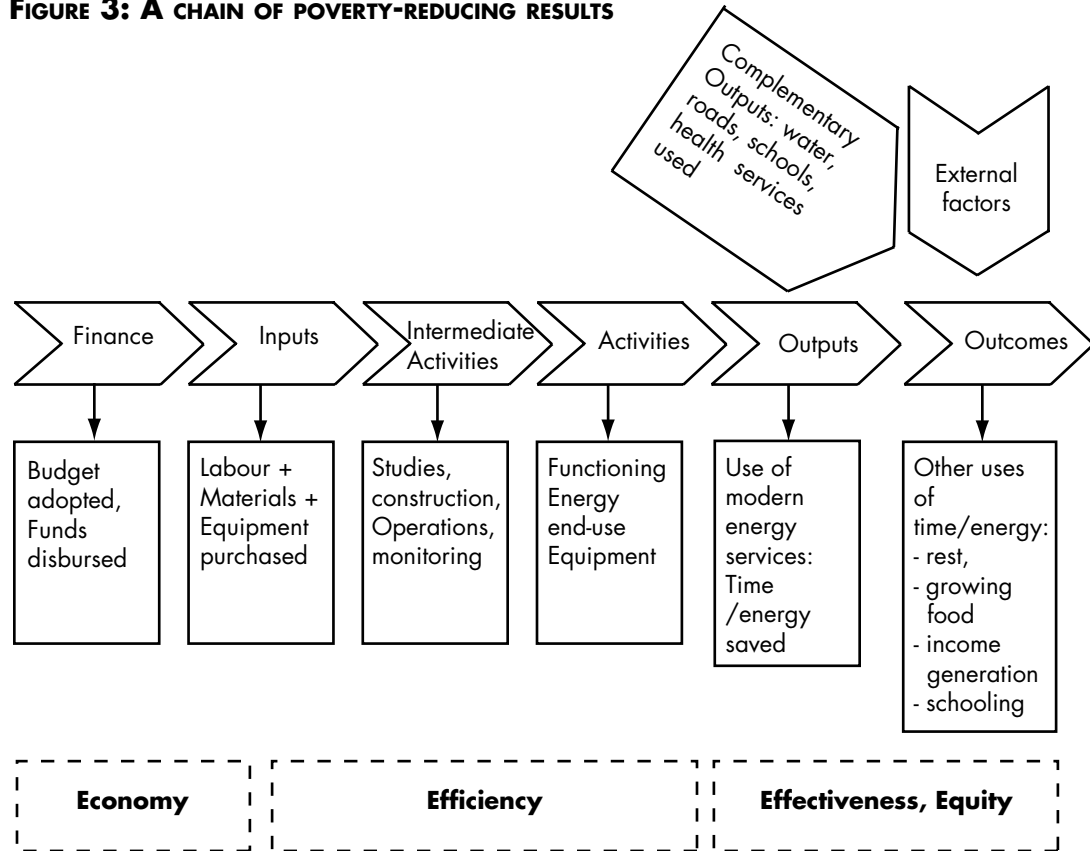 FIGURE 3: A CHAIN OF POVERTY-REDUCING RESULTS
Complementary
Outputs: water,
roads, schools,
health services
used
External
factors
Finance
Inputs
Intermediate
Activities
Activities
Outputs
Outcomes
Budget
adopted,
Funds
disbursed
Labour +
Materials +
Equipment
purchased
Studies,
construction,
Operations,
monitoring
Functioning
Energy
end-use
Equipment
Use of
modern
energy
services:
Time
/energy
saved
Other uses
of
time/energy:
- rest,
- growing
food
- income
generation
- schooling
Economy
Efficiency
Effectiveness, Equity